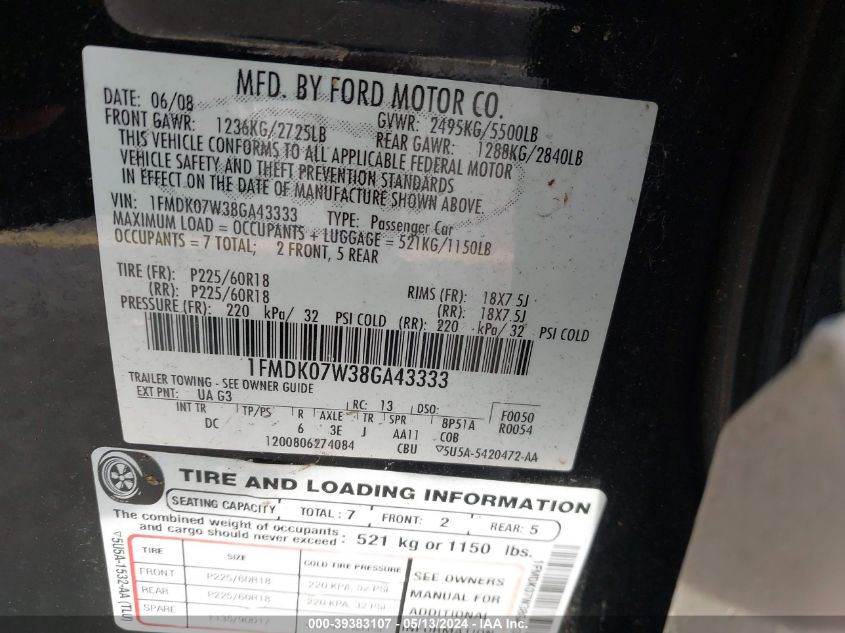 MFD. BY FORD MOTOR CO.
DATE: 06/08 GVWR: 2495KG/5500LB
FRONT GAWR: 1236KG/2725LB REAR GAWR: 1288KG/2840LB
THIS VEHICLE CONFORMS TO ALL APPLICABLE FEDERAL MOTOR
VEHICLE SAFETY AND THEFT PREVENTION STANDARDS
IN EFFECT ON THE DATE OF MANUFACTURE SHOWN ABOVE.
VIN: 1FMDK07W38GA43333 TYPE: Passenger Car
MAXIMUM LOAD = OCCUPANTS + LUGGAGE = 521KG/1150LB
OCCUPANTS = 7 TOTAL; 2 FRONT, 5 REAR
TIRE (FR): P225/60R18 RIMS (FR): 18X7.5J
(RR): P225/60R18 (RR): 18X7.5J
PRESSURE (FR): 220 kPa/ 32 PSI COLD (RR): 220 kPa/ 32 PSI COLD
1FMDK07W38GA43333
TRAILER TOWING - SEE OWNER GUIDE
EXT PNT: UA G3 RC: 13 DSO: F0050
INT TR TP/PS R AXLE TR SPR 8P51A R0054
DC 6 3E J AA11 COB
1200806274084 CBU ▽5U5A-5420472-AA
TIRE AND LOADING INFORMATION
SEATING CAPACITY TOTAL: 7 FRONT: 2 REAR: 5
The combined weight of occupants
and cargo should never exceed: 521 kg or 1150 lbs.
TIRE SIZE COLD TIRE PRESSURE SEE OWNERS
FRONT P225/60R18 220 KPA, 32 PSI MANUAL FOR
REAR P225/60R18 220 KPA, 32 PSI ADDITIONAL
SPARE T135/90D17
▽5U5A-1532-AA (TLU)
000-39383107 - 05/13/2024 - © IAA Inc.